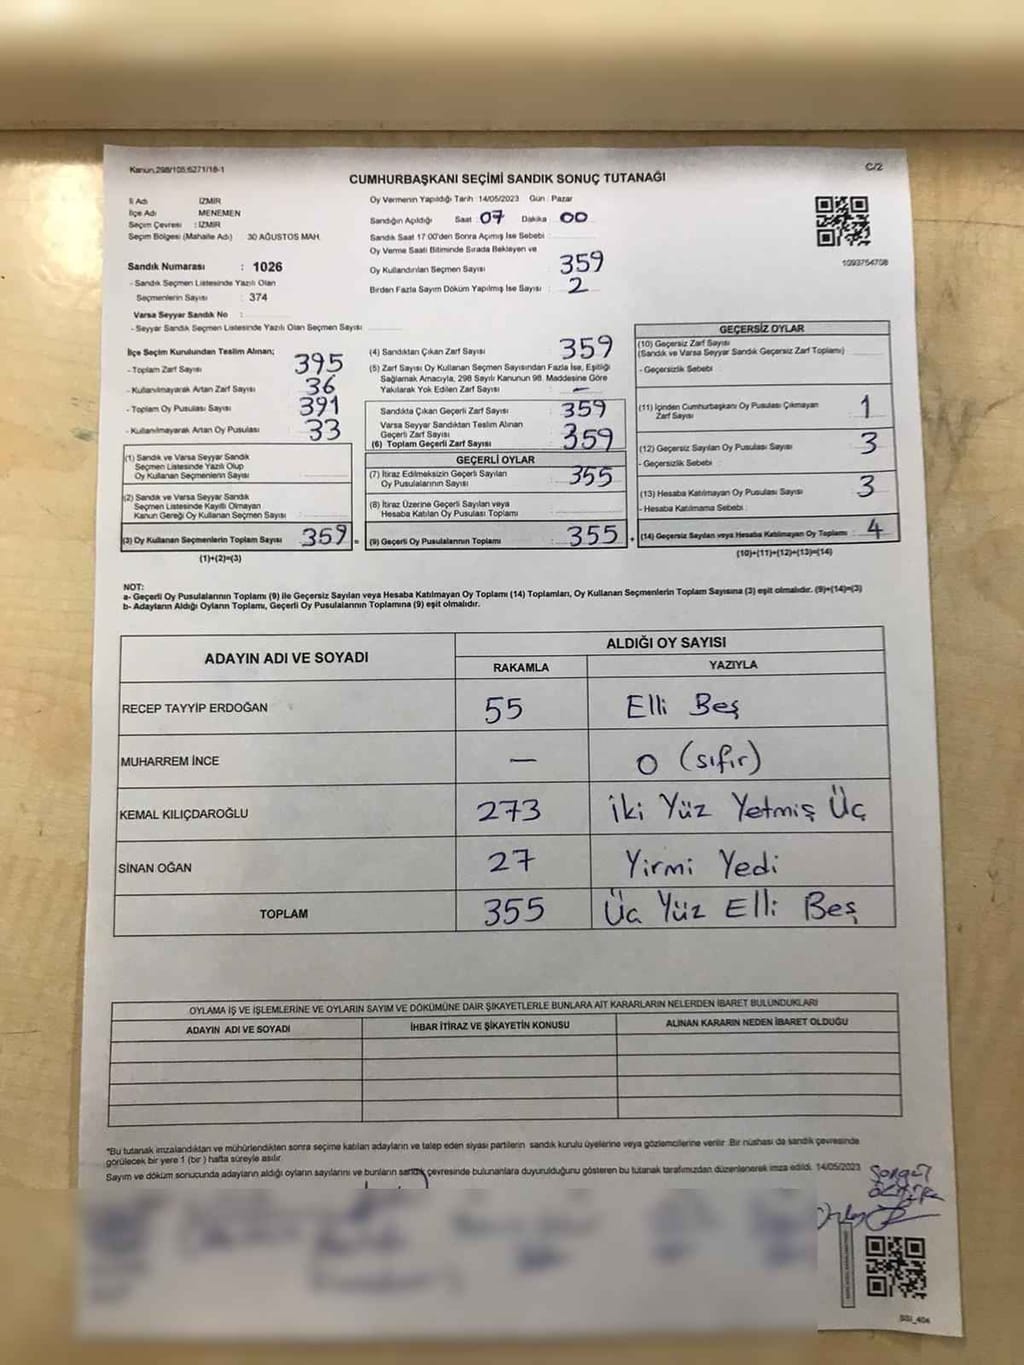 Kanun.298/105;6271/18-1
C/2
CUMHURBAŞKANI SEÇİMİ SANDIK SONUÇ TUTANAĞI
İl Adı İZMİR
İlçe Adı MENEMEN
Seçim Çevresi : İZMİR
Seçim Bölgesi (Mahalle Adı) 30 AĞUSTOS MAH.
Sandık Numarası : 1026
- Sandık Seçmen Listesinde Yazılı Olan
Seçmenlerin Sayısı : 374
Varsa Seyyar Sandık No :
- Seyyar Sandık Seçmen Listesinde Yazılı Olan Seçmen Sayısı
Oy Vermenin Yapıldığı Tarih 14/05/2023 Gün : Pazar
Sandığın Açıldığı Saat 07 Dakika 00
Sandık Saat 17:00'den Sonra Açımış İse Sebebi :
Oy Verme Saati Bitiminde Sırada Bekleyen ve
Oy Kullandırılan Seçmen Sayısı 359
Birden Fazla Sayım Döküm Yapılmış İse Sayısı : 2
1093754708
İlçe Seçim Kurulundan Teslim Alınan;
- Toplam Zarf Sayısı 395
- Kullanılmayarak Artan Zarf Sayısı 36
- Toplam Oy Pusulası Sayısı 391
- Kullanılmayarak Artan Oy Pusulası 33
(1) Sandık ve Varsa Seyyar Sandık
Seçmen Listesinde Yazılı Olup
Oy Kullanan Seçmenlerin Sayısı
(2) Sandık ve Varsa Seyyar Sandık
Seçmen Listesinde Kayıtlı Olmayan
Kanun Gereği Oy Kullanan Seçmen Sayısı :
(3) Oy Kullanan Seçmenlerin Toplam Sayısı 359 =
(1)+(2)=(3)
(4) Sandıktan Çıkan Zarf Sayısı 359
(5) Zarf Sayısı Oy Kullanan Seçmen Sayısından Fazla İse, Eşitliği
Sağlamak Amacıyla, 298 Sayılı Kanunun 98. Maddesine Göre
Yakılarak Yok Edilen Zarf Sayısı : —
Sandıkta Çıkan Geçerli Zarf Sayısı 359
Varsa Seyyar Sandıktan Teslim Alınan
Geçerli Zarf Sayısı
(6) Toplam Geçerli Zarf Sayısı 359
GEÇERLİ OYLAR
(7) İtiraz Edilmeksizin Geçerli Sayılan
Oy Pusulalarının Sayısı 355
(8) İtiraz Üzerine Geçerli Sayılan veya
Hesaba Katılan Oy Pusulası Toplamı
(9) Geçerli Oy Pusulalarının Toplamı 355 +
GEÇERSİZ OYLAR
(10) Geçersiz Zarf Sayısı
(Sandık ve Varsa Seyyar Sandık Geçersiz Zarf Toplamı)
- Geçersizlik Sebebi
(11) İçinden Cumhurbaşkanı Oy Pusulası Çıkmayan
Zarf Sayısı 1
(12) Geçersiz Sayılan Oy Pusulası Sayısı 3
- Geçersizlik Sebebi
(13) Hesaba Katılmayan Oy Pusulası Sayısı 3
- Hesaba Katılmama Sebebi
(14) Geçersiz Sayılan veya Hesaba Katılmayan Oy Toplamı : 4
(10)+(11)+(12)+(13)=(14)
NOT:
a- Geçerli Oy Pusulalarının Toplamı (9) ile Geçersiz Sayılan veya Hesaba Katılmayan Oy Toplamı (14) Toplamları, Oy Kullanan Seçmenlerin Toplam Sayısına (3) eşit olmalıdır. (9)+(14)=(3)
b- Adayların Aldığı Oyların Toplamı, Geçerli Oy Pusulalarının Toplamına (9) eşit olmalıdır.
ADAYIN ADI VE SOYADI ALDIĞI OY SAYISI
RAKAMLA YAZIYLA
RECEP TAYYİP ERDOĞAN 55 Elli Beş
MUHARREM İNCE — 0 (sıfır)
KEMAL KILIÇDAROĞLU 273 İki Yüz Yetmiş Üç
SİNAN OĞAN 27 Yirmi Yedi
TOPLAM 355 Üç Yüz Elli Beş
OYLAMA İŞ VE İŞLEMLERİNE VE OYLARIN SAYIM VE DÖKÜMÜNE DAİR ŞİKAYETLERLE BUNLARA AİT KARARLARIN NELERDEN İBARET BULUNDUKLARI
ADAYIN ADI VE SOYADI İHBAR İTİRAZ VE ŞİKAYETİN KONUSU ALINAN KARARIN NEDEN İBARET OLDUĞU
*Bu tutanak imzalandıktan ve mühürlendikten sonra seçime katılan adayların ve talep eden siyasi partilerin sandık kurulu üyelerine veya gözlemcilerine verilir. Bir nüshası da sandık çevresinde
görülecek bir yere 1 (bir) hafta süreyle asılır.
Sayım ve döküm sonucunda adayların aldığı oyların sayılarını ve bunların sandık çevresinde bulunanlara duyurulduğunu gösteren bu tutanak tarafımızdan düzenlenerek imza edildi. 14/05/2023
Songül